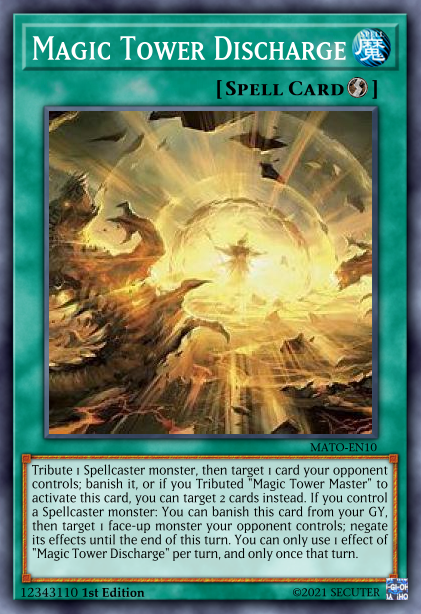 MAGIC TOWER DISCHARGE 魔
[SPELL CARD]
MATO-EN10
Tribute 1 Spellcaster monster, then target 1 card your opponent
controls; banish it, or if you Tributed "Magic Tower Master" to
activate this card, you can target 2 cards instead. If you control
a Spellcaster monster: You can banish this card from your GY,
then target 1 face-up monster your opponent controls; negate
its effects until the end of this turn. You can only use 1 effect of
"Magic Tower Discharge" per turn, and only once that turn.
12343110 1st Edition ©2021 SECUTER